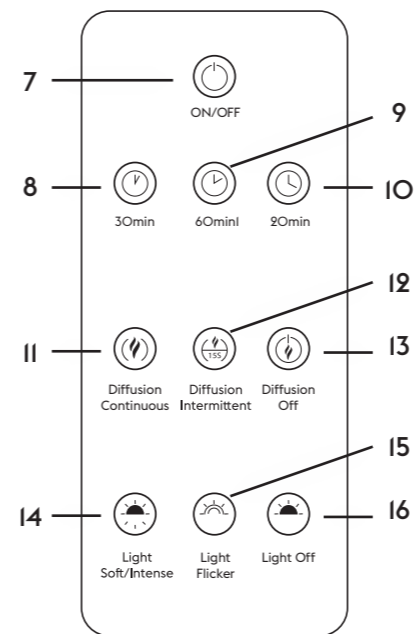 7
9
ON/OFF
8
10
30min 60minl 20min
12
11
15S
13
Diffusion Continuous
Diffusion Intermittent
Diffusion Off
15
14
16
Light Soft/Intense
Light Flicker
Light Off